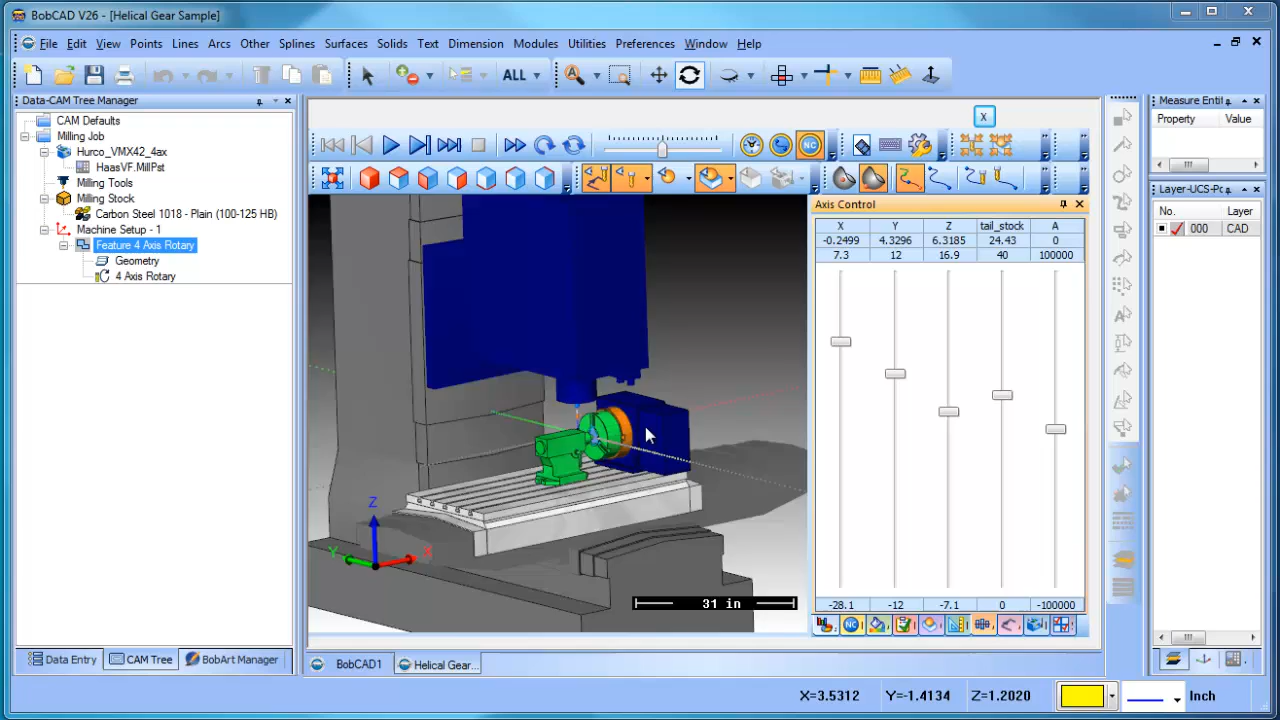 BobCAD V26 - [Helical Gear Sample]
File Edit View Points Lines Arcs Other Splines Surfaces Solids Text Dimension Modules Utilities Preferences Window Help
ALL
Data-CAM Tree Manager
CAM Defaults
Milling Job
Hurco_VMX42_4ax
HaasVF.MillPst
Milling Tools
Milling Stock
Carbon Steel 1018 - Plain (100-125 HB)
Machine Setup - 1
Feature 4 Axis Rotary
Geometry
4 Axis Rotary
X
NC
Axis Control
X Y Z tail_stock A
-0.2499 4.3296 6.3185 24.43 0
7.3 12 16.9 40 100000
-28.1 -12 -7.1 0 -100000
Z
Y
X
31 in
NC
Measure Enti
Property Value
Layer-UCS-Po
No. Layer
000 CAD
Data Entry CAM Tree BobArt Manager
BobCAD1 Helical Gear...
X=3.5312 Y=-1.4134 Z=1.2020 Inch